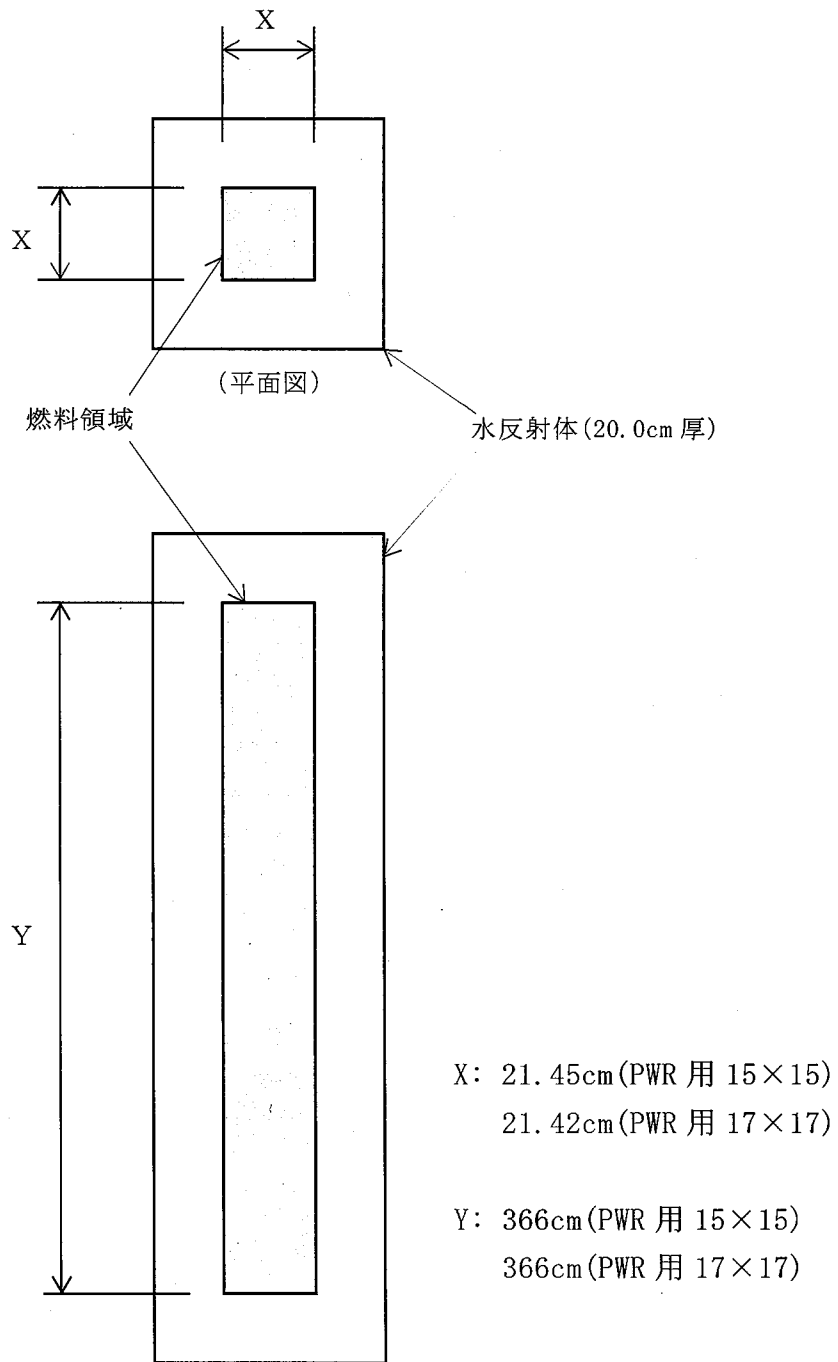 X
X
(平面図)
燃料領域
水反射体(20.0cm 厚)
Y
X: 21.45cm(PWR 用 15×15)
21.42cm(PWR 用 17×17)
Y: 366cm(PWR 用 15×15)
366cm(PWR 用 17×17)